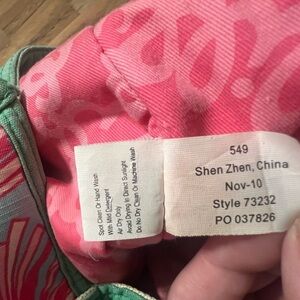 Spot Clean Or Hand Wash
With Mild Detergent
Air Dry Only
Avoid Drying In Direct Sunlight
Do No Dry Clean Or Machine Wash
549
Shen Zhen, China
Nov-10
Style 73232
PO 037826